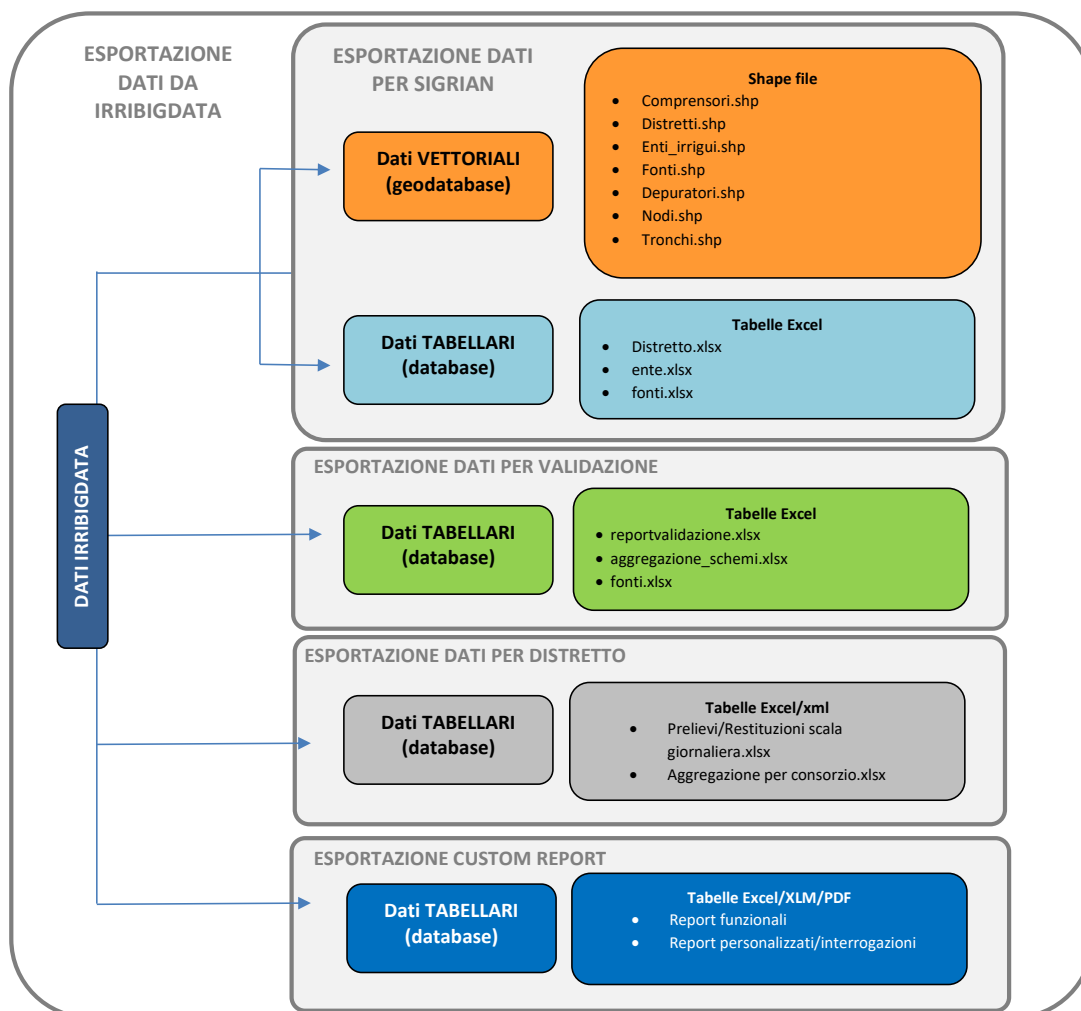 ESPORTAZIONE
DATI DA
IRRIBIGDATA
ESPORTAZIONE DATI
PER SIGRIAN
Dati VETTORIALI
(geodatabase)
Shape file
• Comprensori.shp
• Distretti.shp
• Enti_irrigui.shp
• Fonti.shp
• Depuratori.shp
• Nodi.shp
• Tronchi.shp
Dati TABELLARI
(database)
Tabelle Excel
• Distretto.xlsx
• ente.xlsx
• fonti.xlsx
DATI IRRIBIGDATA
ESPORTAZIONE DATI PER VALIDAZIONE
Dati TABELLARI
(database)
Tabelle Excel
• reportvalidazione.xlsx
• aggregazione_schemi.xlsx
• fonti.xlsx
ESPORTAZIONE DATI PER DISTRETTO
Dati TABELLARI
(database)
Tabelle Excel/xml
• Prelievi/Restituzioni scala
giornaliera.xlsx
• Aggregazione per consorzio.xlsx
ESPORTAZIONE CUSTOM REPORT
Dati TABELLARI
(database)
Tabelle Excel/XLM/PDF
• Report funzionali
• Report personalizzati/interrogazioni